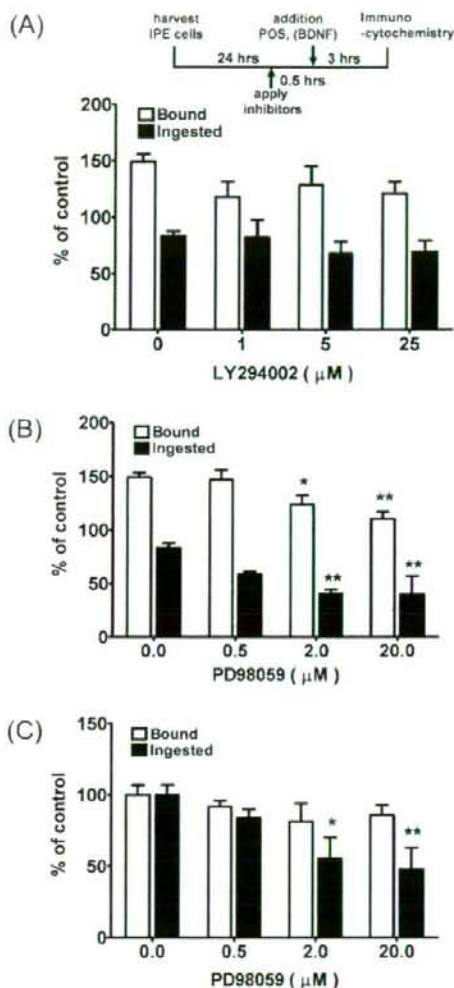 (A)
harvest addition Immuno
IPE cells POS, (BDNF) -cytochemistry
24 hrs 3 hrs
0.5 hrs
apply
inhibitors
200
150
100
50
0
% of control
Bound
Ingested
0 1 5 25
LY294002 ( μM )
(B)
200
150
100
50
0
% of control
Bound
Ingested
* **
** **
0.0 0.5 2.0 20.0
PD98059 ( μM )
(C)
150
100
50
0
% of control
Bound
Ingested
* **
0.0 0.5 2.0 20.0
PD98059 ( μM )